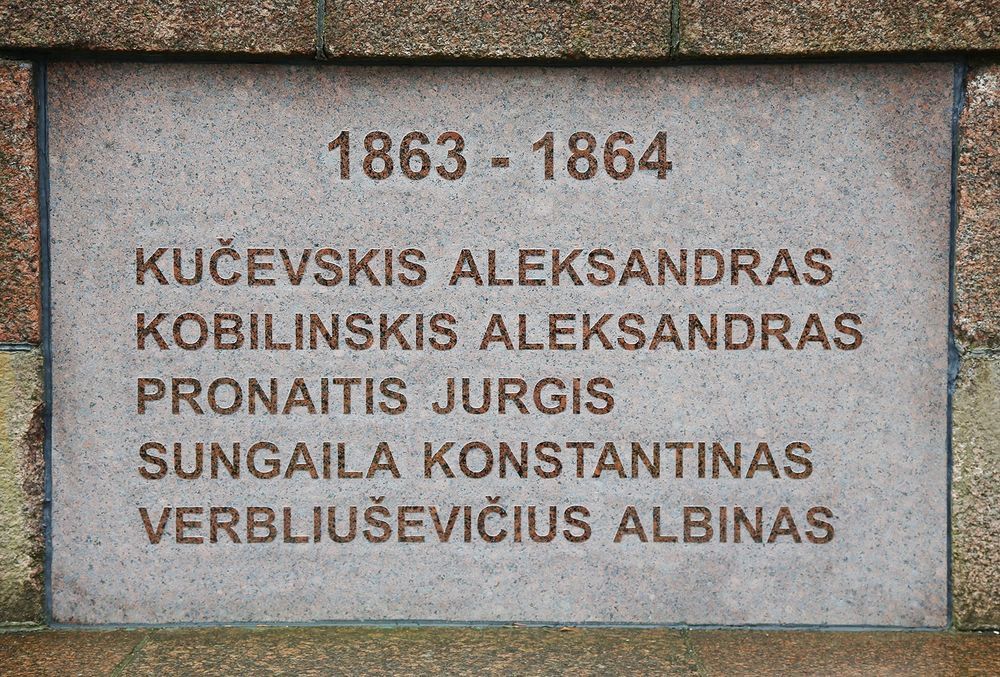 1863 - 1864
KUČEVSKIS ALEKSANDRAS
KOBILINSKIS ALEKSANDRAS
PRONAITIS JURGIS
SUNGAILA KONSTANTINAS
VERBLIUŠEVIČIUS ALBINAS